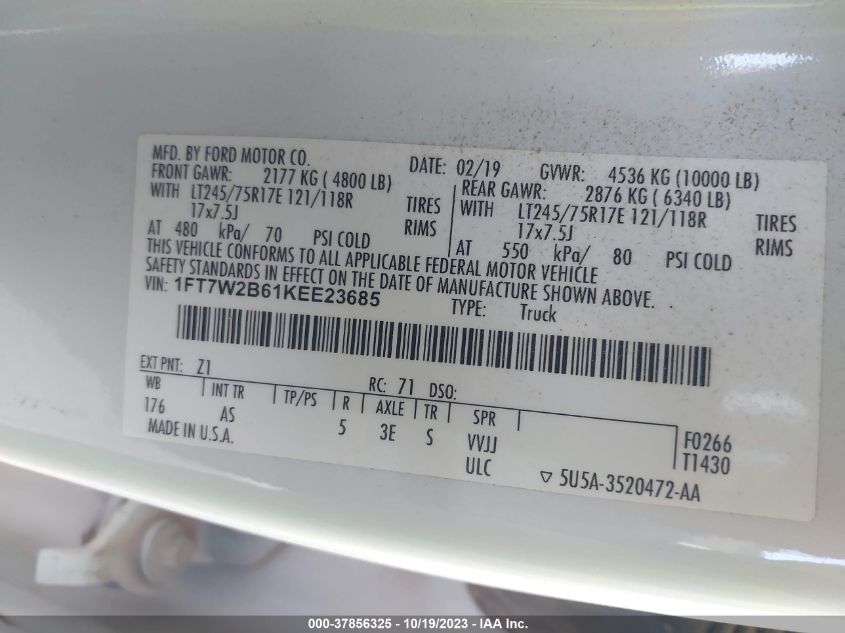 MFD. BY FORD MOTOR CO. DATE: 02/19 GVWR: 4536 KG (10000 LB)
FRONT GAWR: 2177 KG ( 4800 LB) REAR GAWR: 2876 KG ( 6340 LB)
WITH LT245/75R17E 121/118R TIRES WITH LT245/75R17E 121/118R TIRES
17x7.5J RIMS 17x7.5J RIMS
AT 480 kPa/ 70 PSI COLD AT 550 kPa/ 80 PSI COLD
THIS VEHICLE CONFORMS TO ALL APPLICABLE FEDERAL MOTOR VEHICLE
SAFETY STANDARDS IN EFFECT ON THE DATE OF MANUFACTURE SHOWN ABOVE.
VIN: 1FT7W2B61KEE23685 TYPE: Truck
EXT PNT: Z1 RC: 71 DSO:
WB INT TR TP/PS R AXLE TR SPR
176 AS 5 3E S VVJJ F0266
MADE IN U.S.A. ULC T1430
▽ 5U5A-3520472-AA
000-37856325 | 10/19/2023 | IAA Inc.